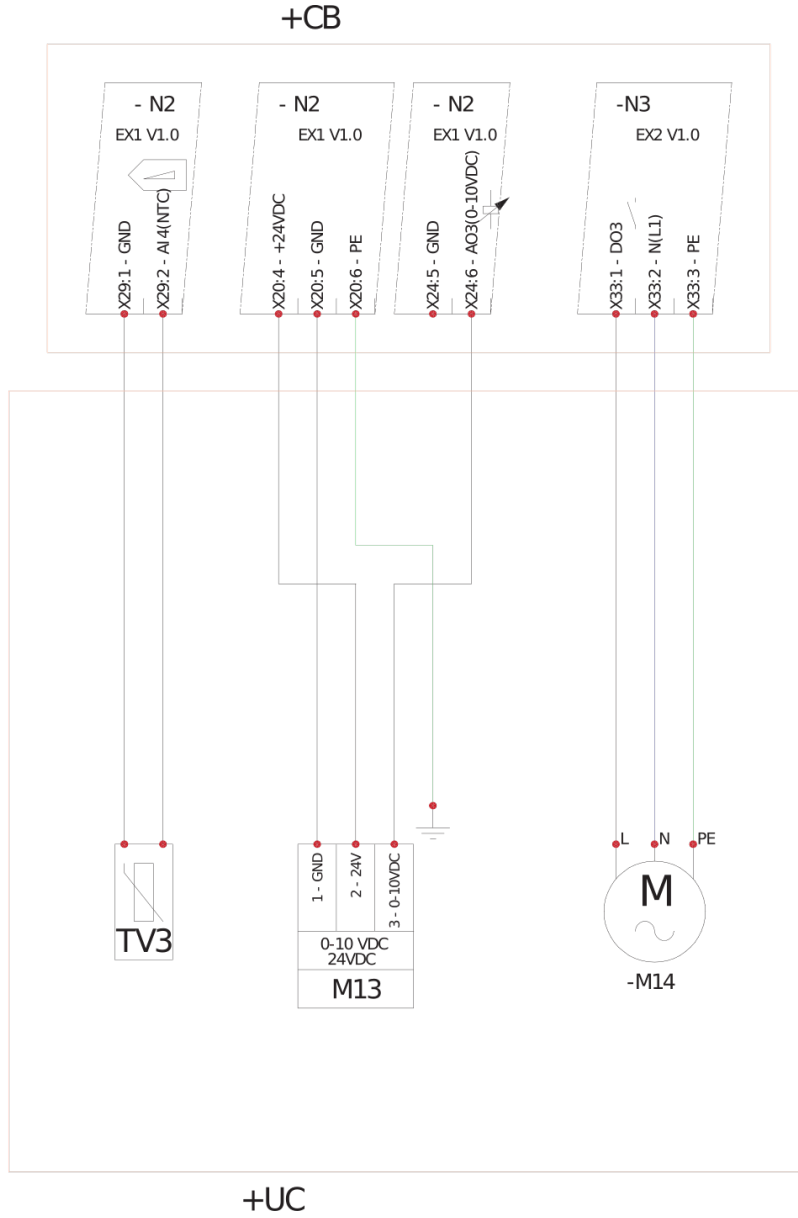 +CB
- N2
EX1 V1.0
X29:1 - GND
X29:2 - AI4(NTC)
- N2
EX1 V1.0
X20:4 - +24VDC
X20:5 - GND
X20:6 - PE
- N2
EX1 V1.0
X24:5 - GND
X24:6 - AO3(0-10VDC)
-N3
EX2 V1.0
X33:1 - DO3
X33:2 - N(L1)
X33:3 - PE
TV3
1 - GND
2 - 24V
3 - 0-10VDC
0-10 VDC
24VDC
M13
L
N
PE
M
-M14
+UC